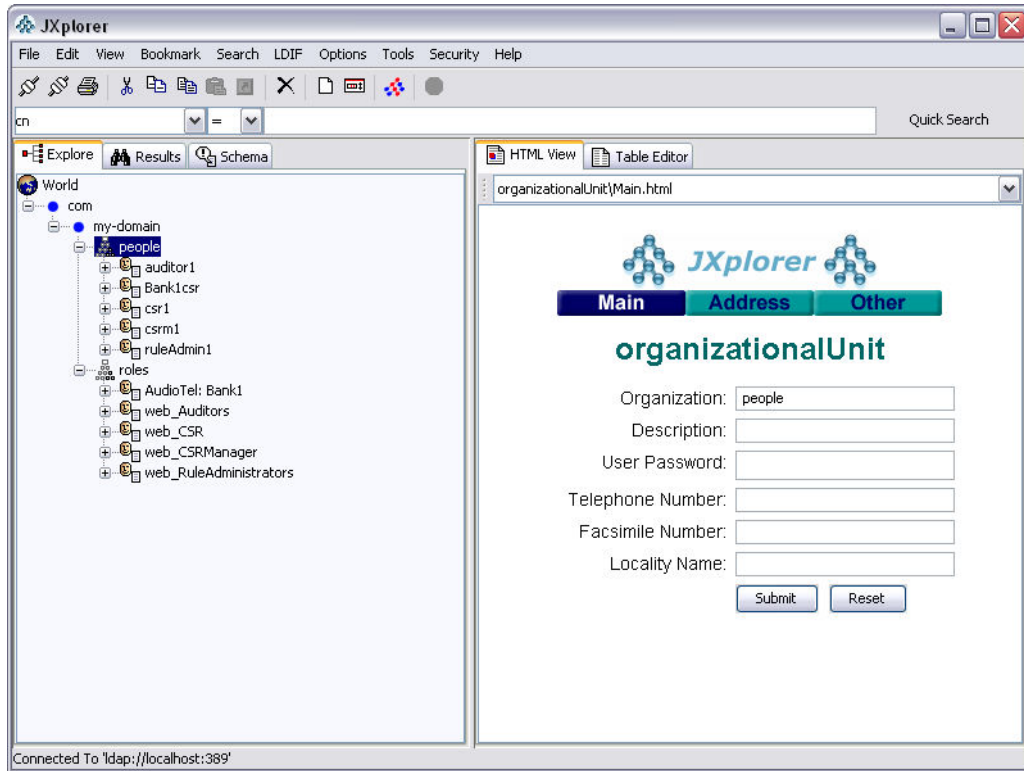 JXplorer
File Edit View Bookmark Search LDIF Options Tools Security Help
cn = Quick Search
Explore Results Schema
World
com
my-domain
people
auditor1
Bank1csr
csr1
csrm1
ruleAdmin1
roles
AudioTel: Bank1
web_Auditors
web_CSR
web_CSRManager
web_RuleAdministrators
HTML View Table Editor
organizationalUnit\Main.html
JXplorer
Main Address Other
organizationalUnit
Organization: people
Description:
User Password:
Telephone Number:
Facsimile Number:
Locality Name:
Submit Reset
Connected To 'ldap://localhost:389'